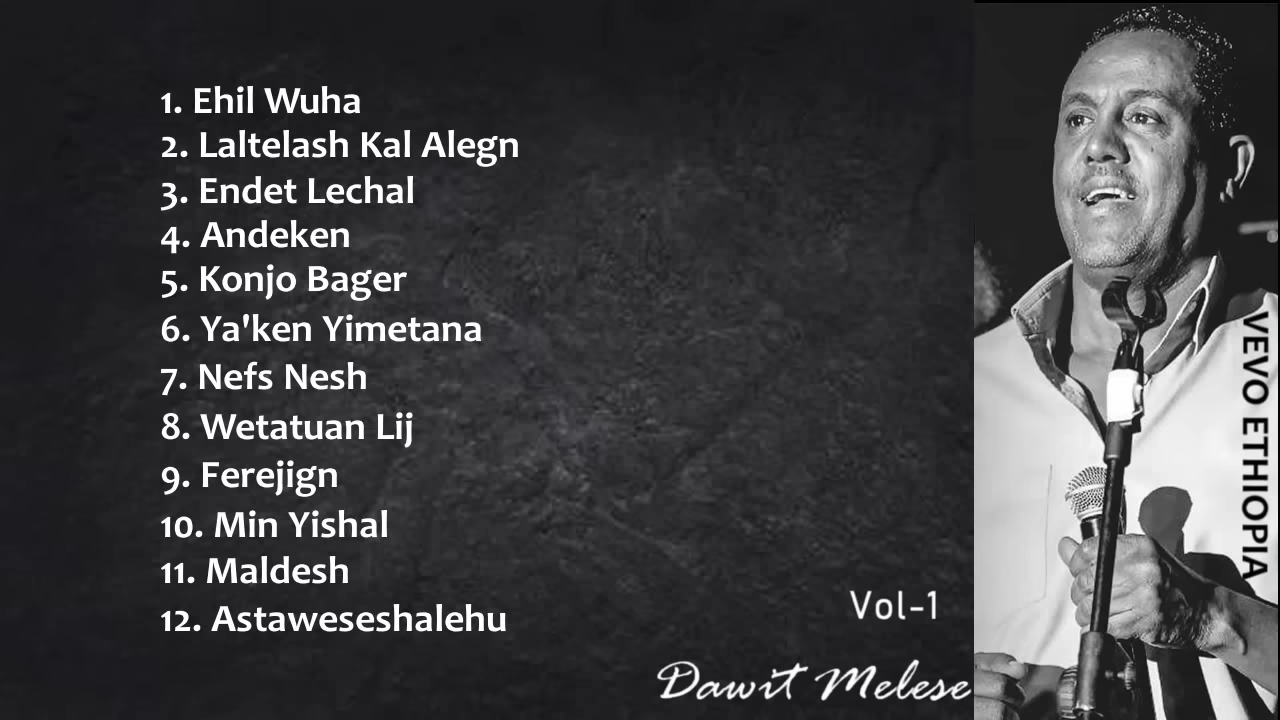 1. Ehil Wuha
2. Laltelash Kal Alegn
3. Endet Lechal
4. Andeken
5. Konjo Bager
6. Ya'ken Yimetana
7. Nefs Nesh
8. Wetatuan Lij
9. Ferejign
10. Min Yishal
11. Maldesh
12. Astaweseshalehu
Vol-1
Dawit Melese
VEVO ETHIOPIA